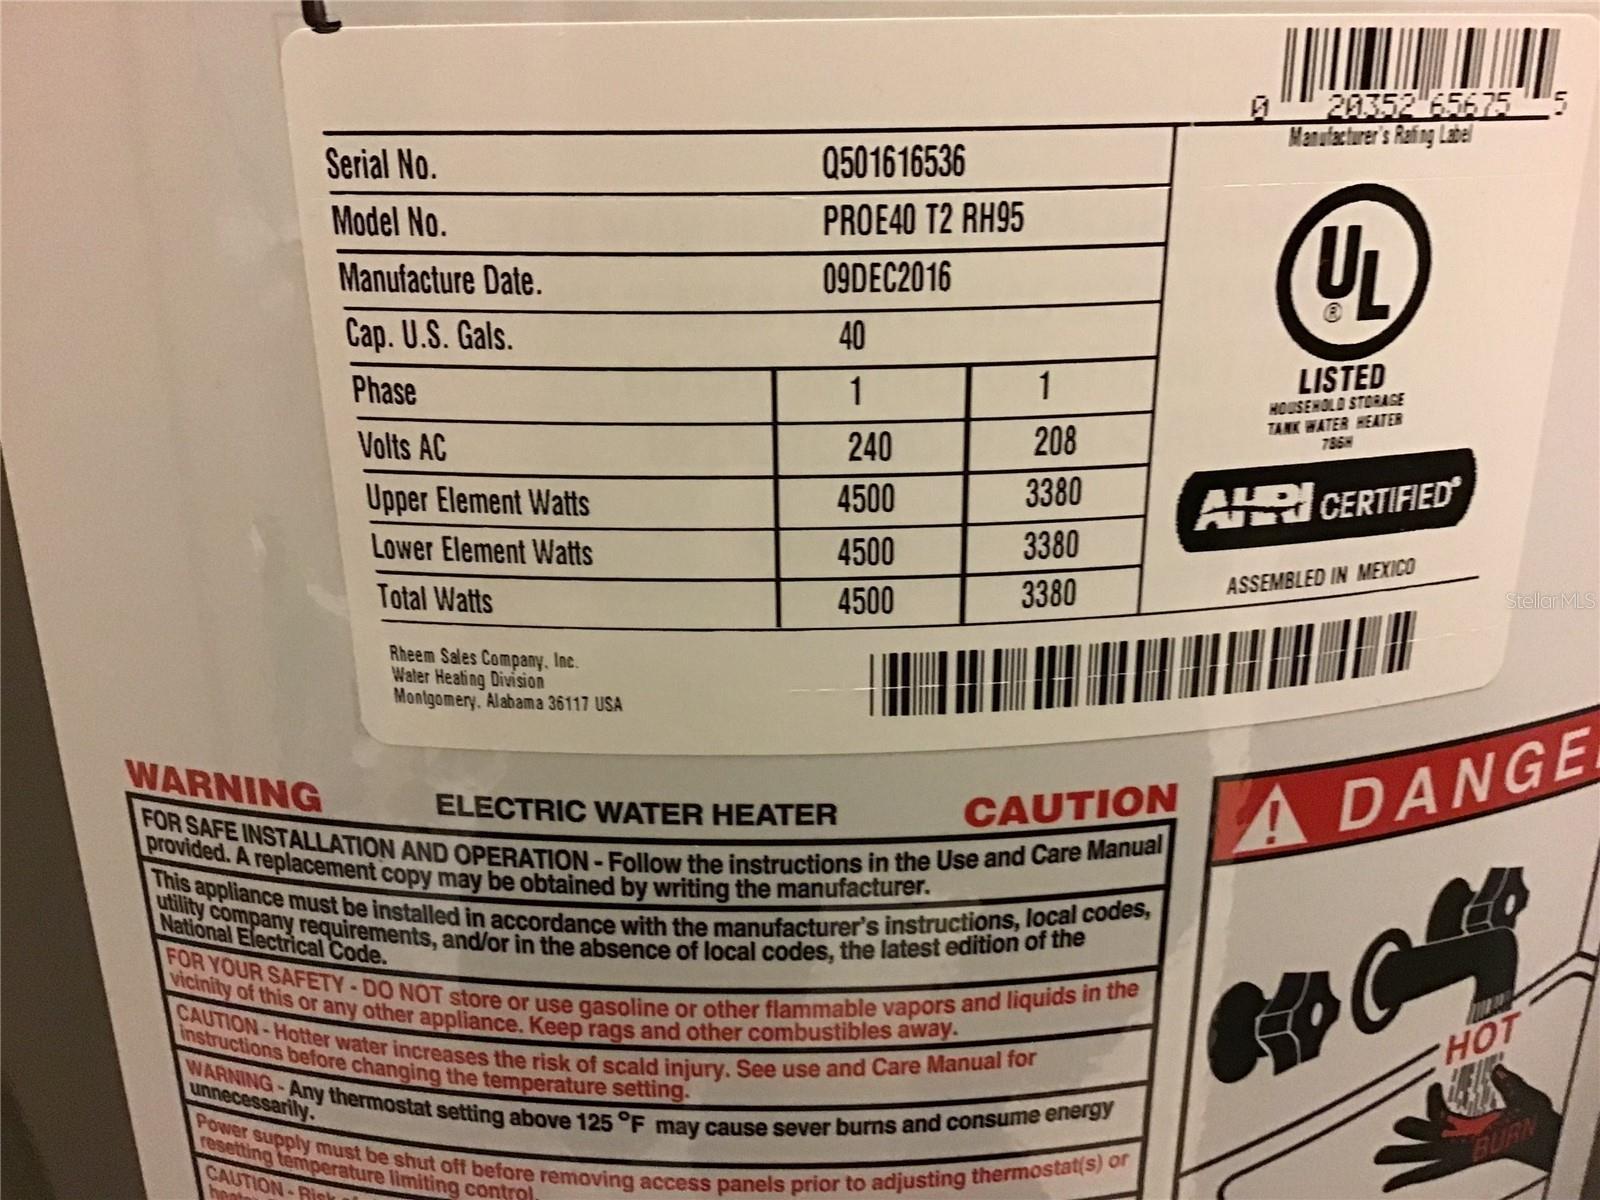 0 20352 65675 5
Manufacturer's Rating Label
Serial No. Q501616536
Model No. PROE40 T2 RH95
Manufacture Date. 09DEC2016
Cap. U.S. Gals. 40
Phase 1 1
Volts AC 240 208
Upper Element Watts 4500 3380
Lower Element Watts 4500 3380
Total Watts 4500 3380
UL
®
LISTED
HOUSEHOLD STORAGE
TANK WATER HEATER
786H
AHRI CERTIFIED®
ASSEMBLED IN MEXICO
StellarMLS
Rheem Sales Company, Inc.
Water Heating Division
Montgomery, Alabama 36117 USA
WARNING ELECTRIC WATER HEATER CAUTION
FOR SAFE INSTALLATION AND OPERATION - Follow the instructions in the Use and Care Manual
provided. A replacement copy may be obtained by writing the manufacturer.
This appliance must be installed in accordance with the manufacturer's instructions, local codes,
utility company requirements, and/or in the absence of local codes, the latest edition of the
National Electrical Code.
FOR YOUR SAFETY - DO NOT store or use gasoline or other flammable vapors and liquids in the
vicinity of this or any other appliance. Keep rags and other combustibles away.
CAUTION - Hotter water increases the risk of scald injury. See use and Care Manual for
instructions before changing the temperature setting.
WARNING - Any thermostat setting above 125 °F may cause sever burns and consume energy
unnecessarily.
Power supply must be shut off before removing access panels prior to adjusting thermostat(s) or
resetting temperature limiting control.
CAUTION - Risk
DANGE
HOT
BURN